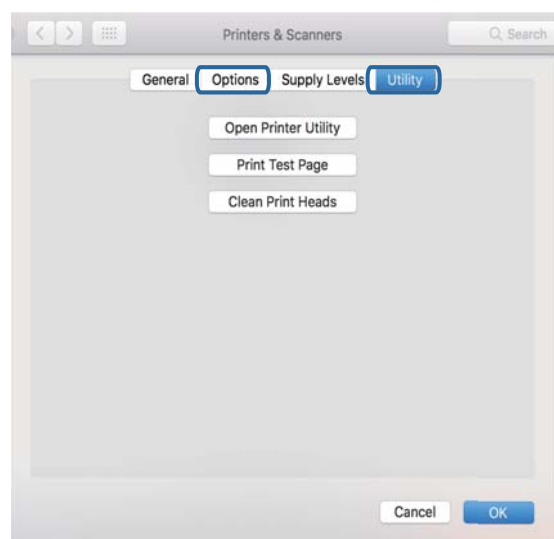 Printers & Scanners
Search
General Options Supply Levels Utility
Open Printer Utility
Print Test Page
Clean Print Heads
Cancel OK